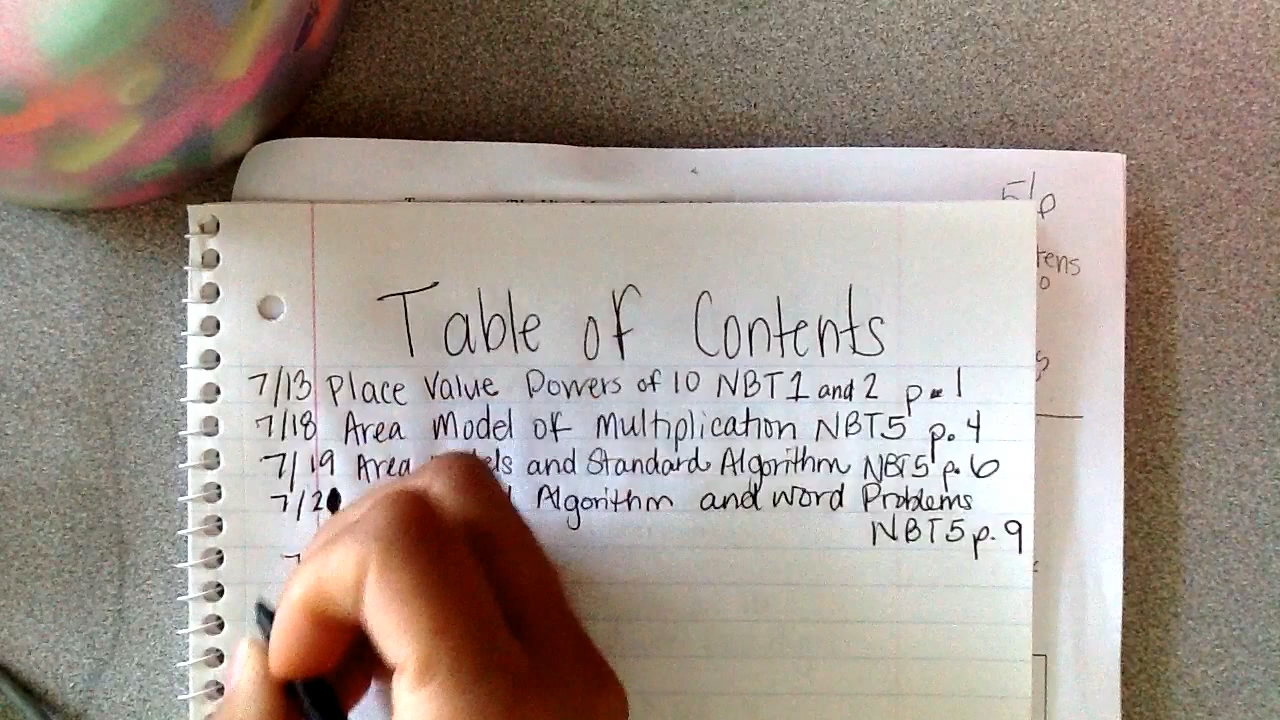 Table of Contents
7/13 Place Value Powers of 10 NBT1 and 2 p. 1
7/18 Area Model of Multiplication NBT5 p. 4
7/19 Area and Standard Algorithm NBT5 p. 6
Algorithm and word Problems
NBT5 p. 9
tens